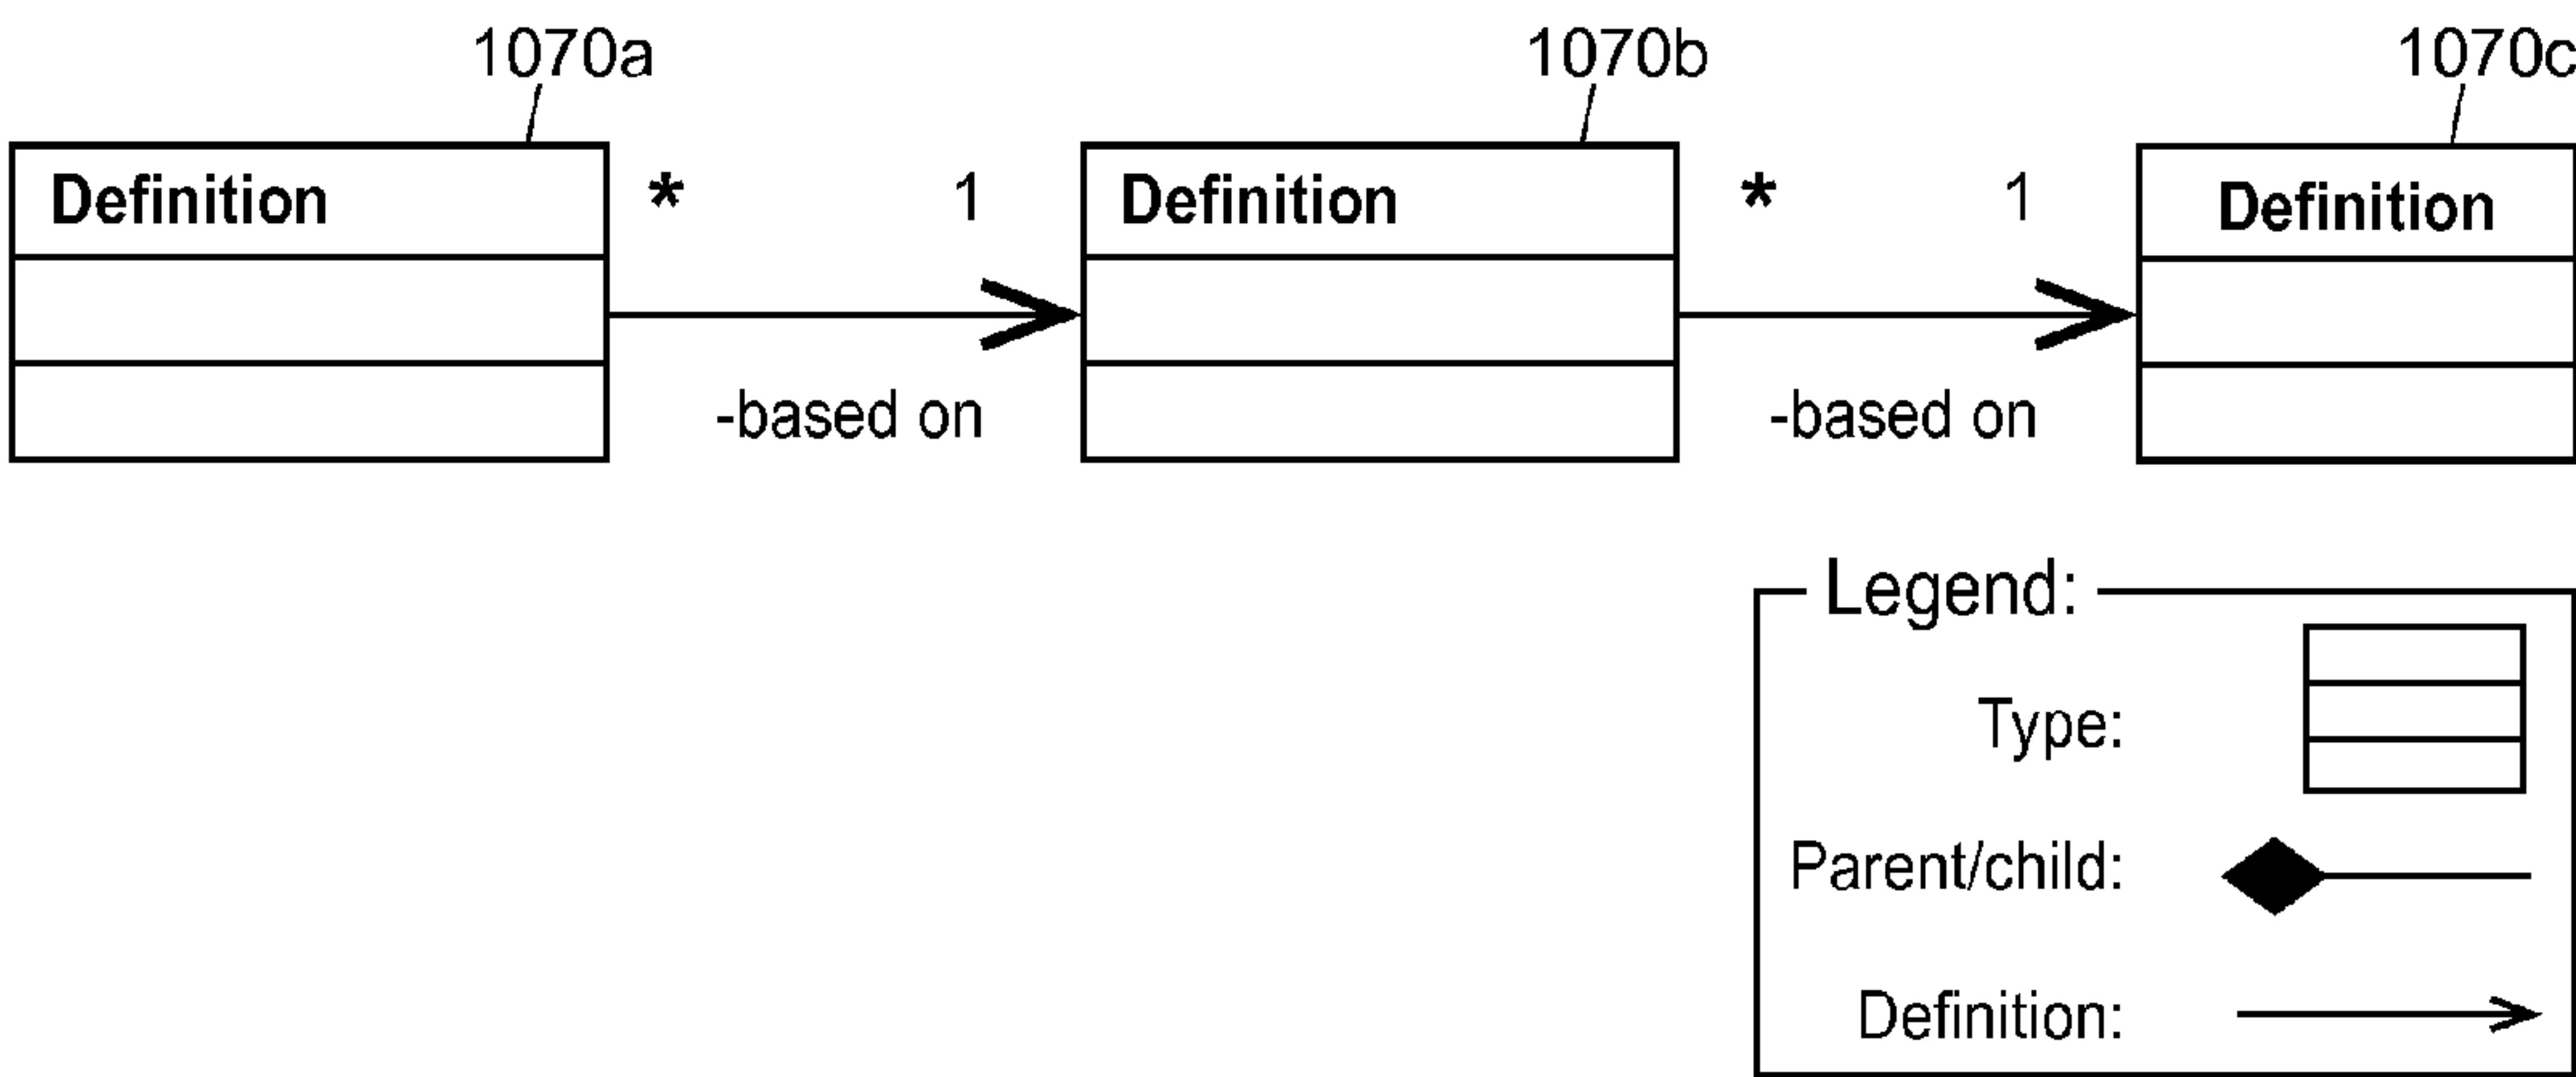 1070a 1070b 1070c
Definition * 1 Definition * 1 Definition
-based on -based on
Legend:
Type:
Parent/child:
Definition: